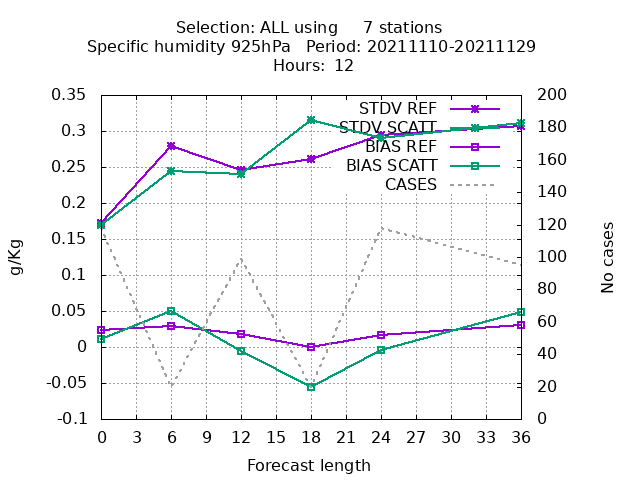 Selection: ALL using 7 stations
Specific humidity 925hPa Period: 20211110-20211129
Hours: 12
0.35
0.3
0.25
0.2
0.15
0.1
0.05
0
-0.05
-0.1
g/Kg
STDV REF
STDV SCATT
BIAS REF
BIAS SCATT
CASES
200
180
160
140
120
100
80
60
40
20
0
No cases
0 3 6 9 12 15 18 21 24 27 30 33 36
Forecast length